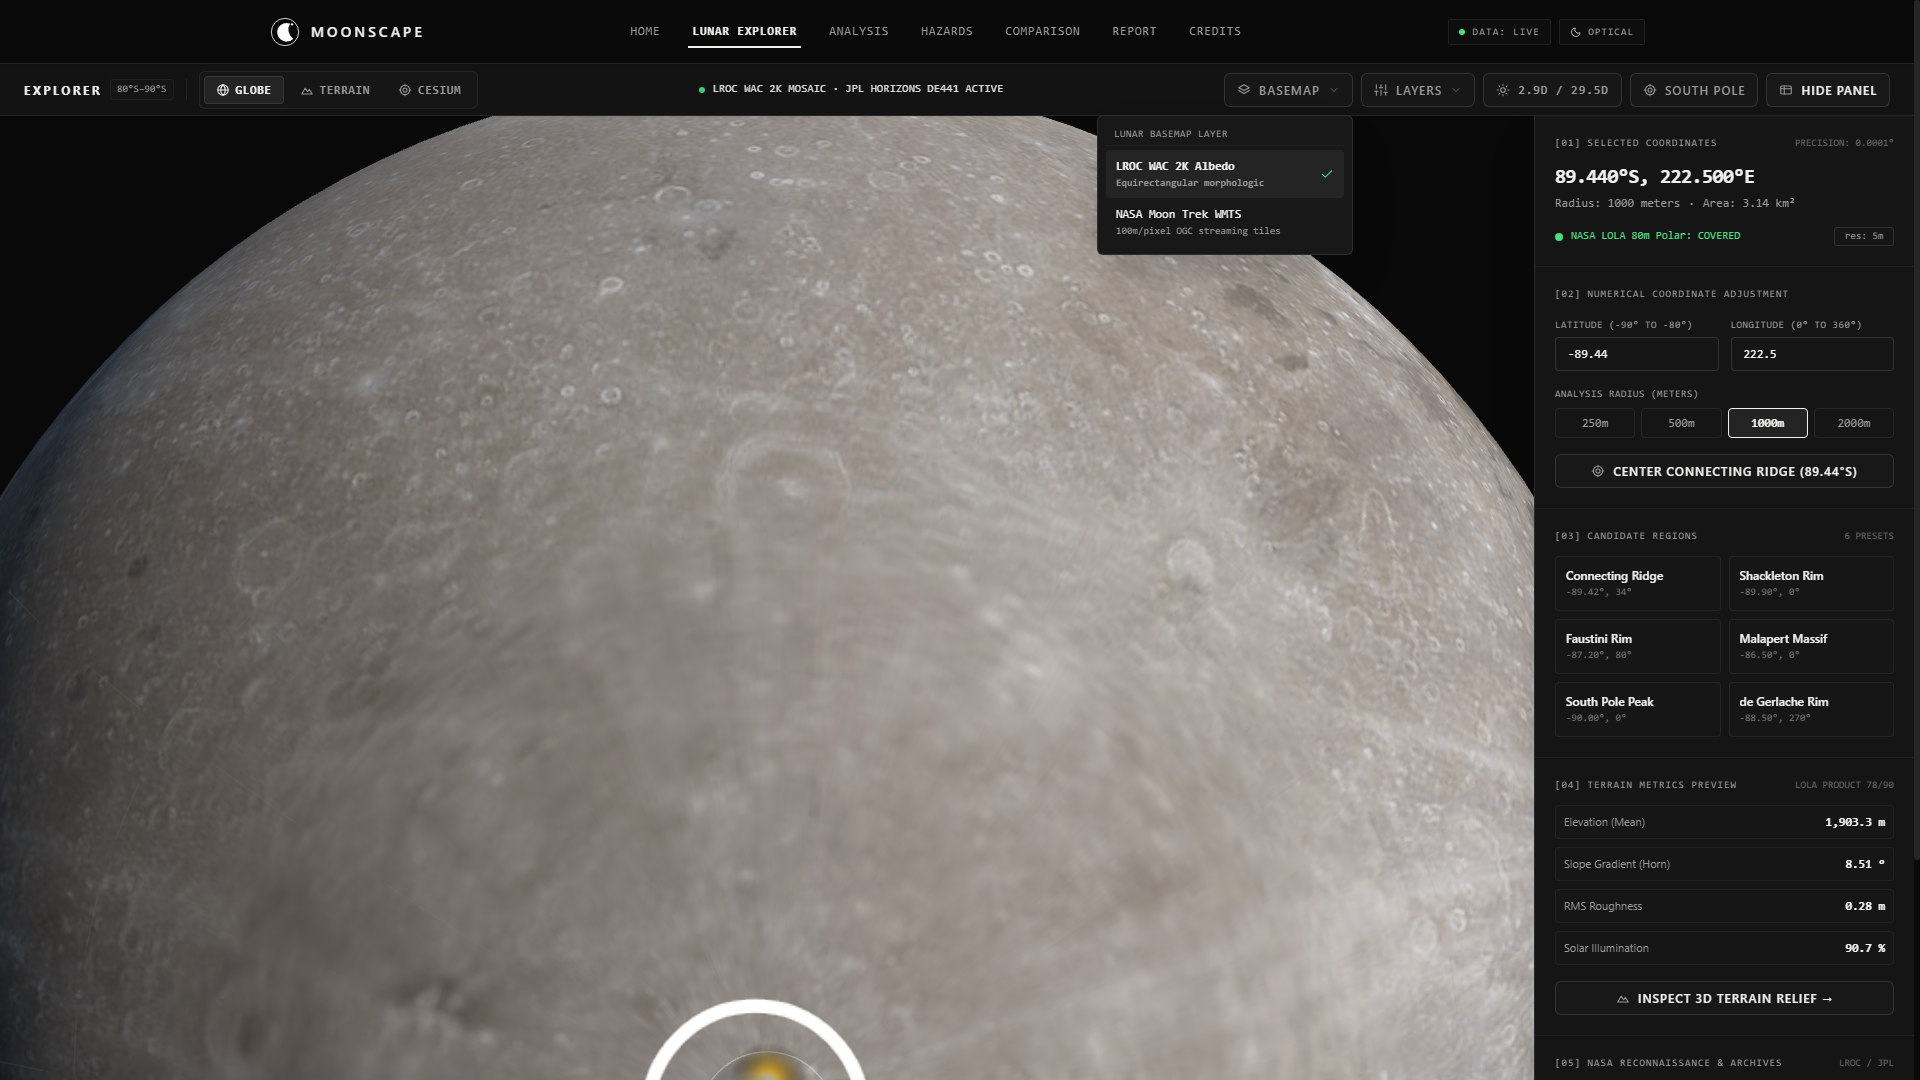 MOONSCAPE
HOME LUNAR EXPLORER ANALYSIS HAZARDS COMPARISON REPORT CREDITS
DATA: LIVE
OPTICAL
EXPLORER 80°S–90°S
GLOBE TERRAIN CESIUM
LROC WAC 2K MOSAIC · JPL HORIZONS DE441 ACTIVE
BASEMAP LAYERS 2.9D / 29.5D SOUTH POLE HIDE PANEL
LUNAR BASEMAP LAYER
LROC WAC 2K Albedo
Equirectangular morphologic
NASA Moon Trek WMTS
100m/pixel OGC streaming tiles
[01] SELECTED COORDINATES PRECISION: 0.0001°
89.440°S, 222.500°E
Radius: 1000 meters · Area: 3.14 km²
NASA LOLA 80m Polar: COVERED res: 5m
[02] NUMERICAL COORDINATE ADJUSTMENT
LATITUDE (-90° TO -80°) LONGITUDE (0° TO 360°)
-89.44 222.5
ANALYSIS RADIUS (METERS)
250m 500m 1000m 2000m
CENTER CONNECTING RIDGE (89.44°S)
[03] CANDIDATE REGIONS 6 PRESETS
Connecting Ridge
-89.42°, 34°
Shackleton Rim
-89.90°, 0°
Faustini Rim
-87.20°, 80°
Malapert Massif
-86.50°, 0°
South Pole Peak
-90.00°, 0°
de Gerlache Rim
-88.50°, 270°
[04] TERRAIN METRICS PREVIEW LOLA PRODUCT 78/90
Elevation (Mean) 1,903.3 m
Slope Gradient (Horn) 8.51 °
RMS Roughness 0.28 m
Solar Illumination 90.7 %
INSPECT 3D TERRAIN RELIEF →
[05] NASA RECONNAISSANCE & ARCHIVES LROC / JPL